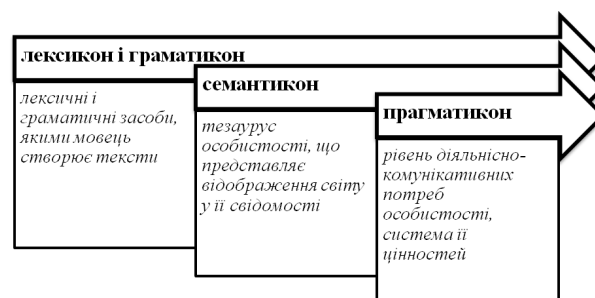 лексикон і граматикон
лексичні і
граматичні засоби,
якими мовець
створює тексти
семантикон
тезаурус
особистості, що
представляє
відображення світу
у її свідомості
прагматикон
рівень діяльнісно-
комунікативних
потреб
особистості,
система її
цінностей